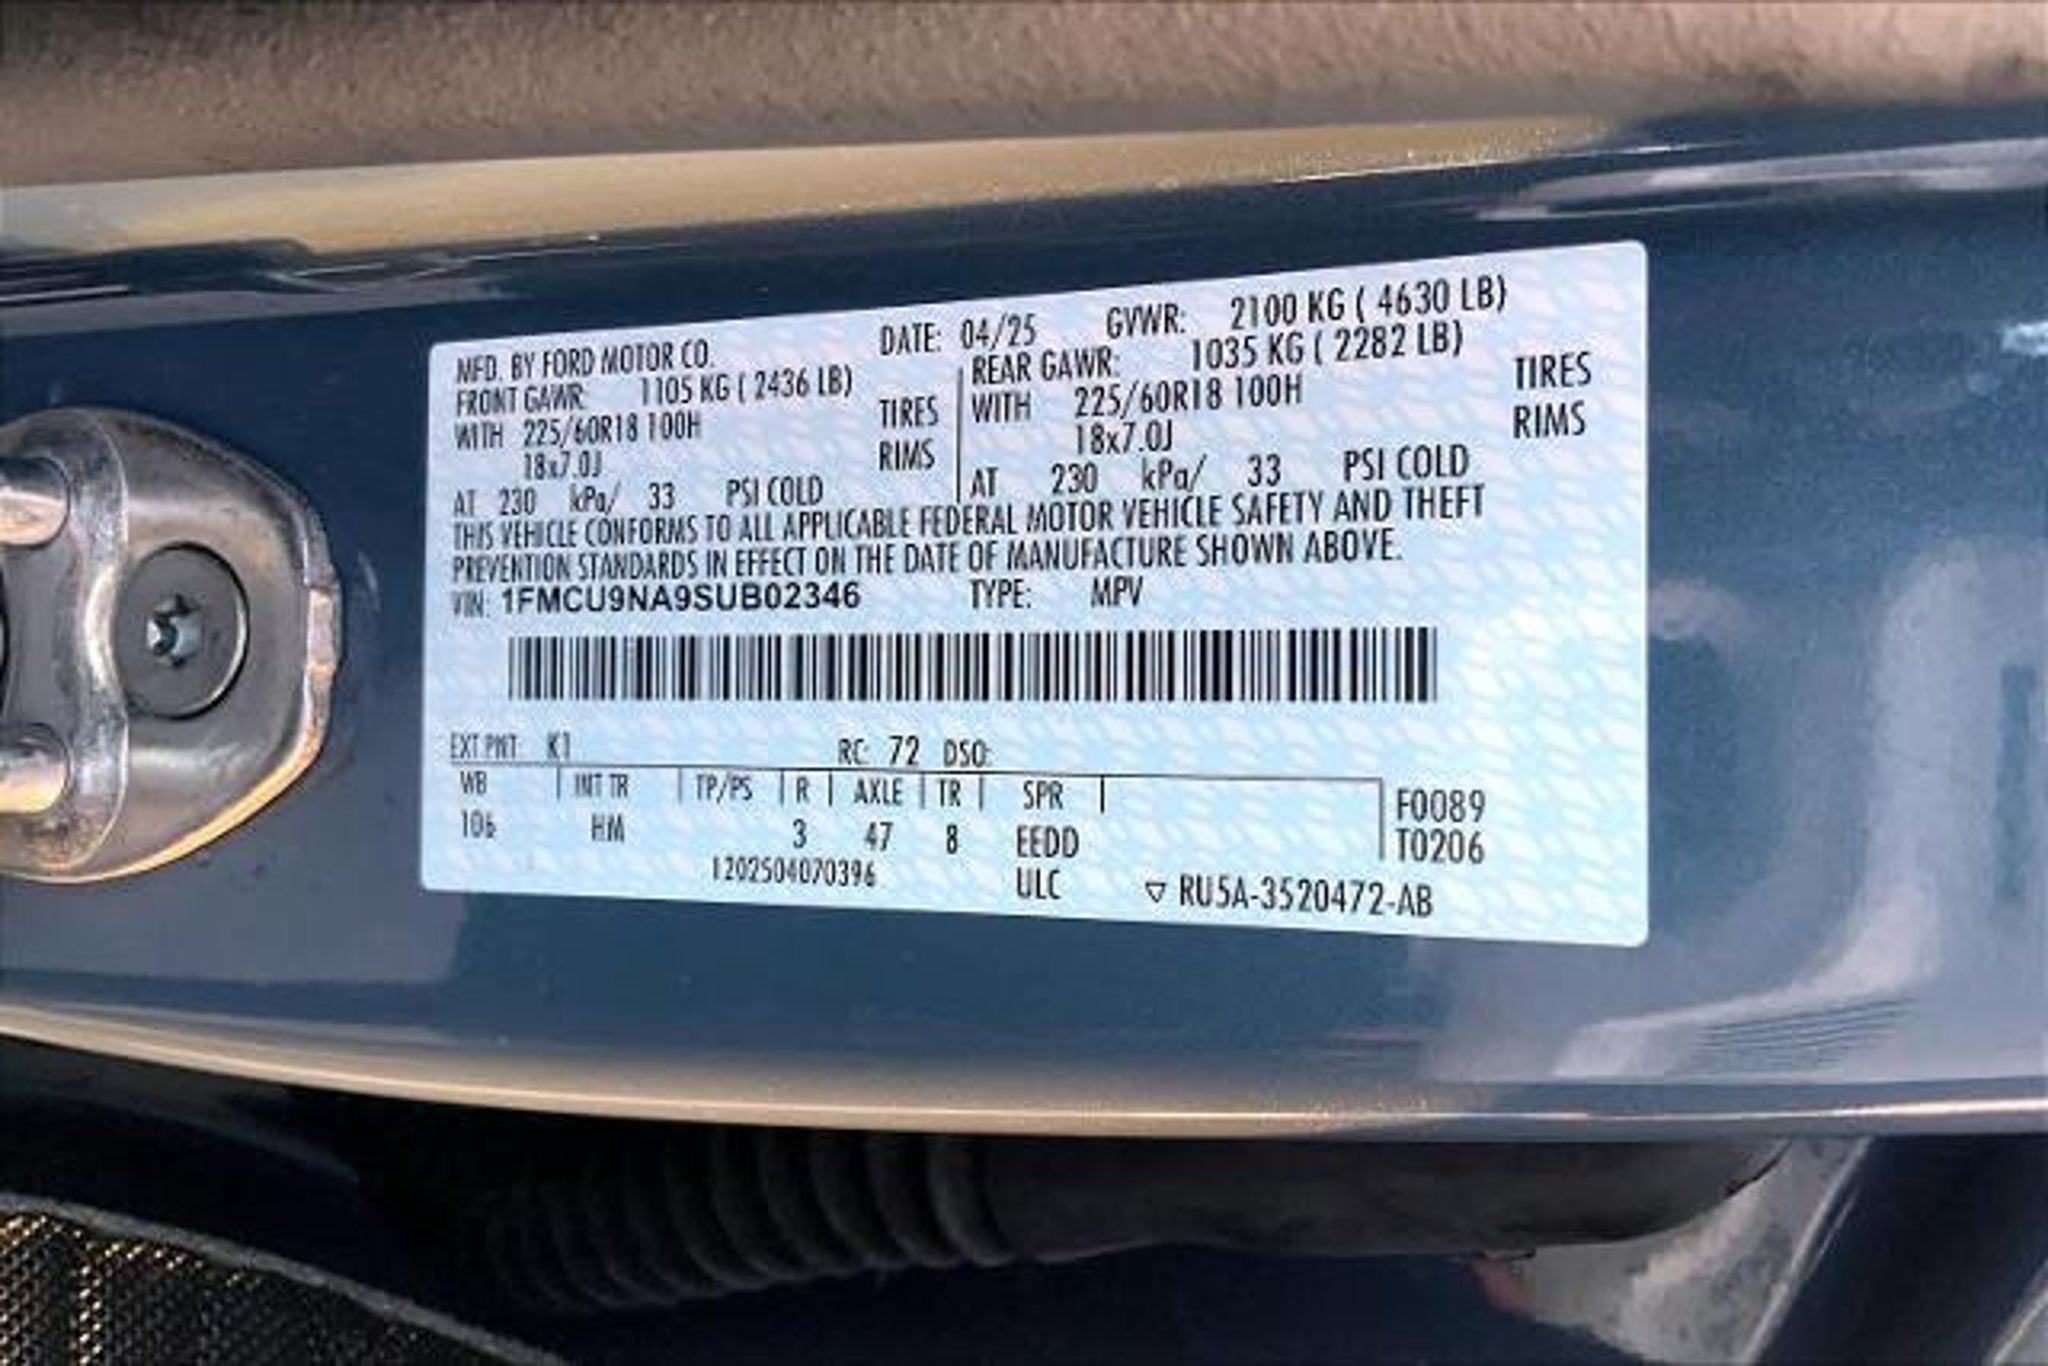 MFD. BY FORD MOTOR CO. DATE: 04/25 GVWR: 2100 KG ( 4630 LB)
FRONT GAWR: 1105 KG ( 2436 LB) REAR GAWR: 1035 KG ( 2282 LB)
WITH 225/60R18 100H TIRES WITH 225/60R18 100H TIRES
18x7.0J RIMS 18x7.0J RIMS
AT 230 kPa/ 33 PSI COLD AT 230 kPa/ 33 PSI COLD
THIS VEHICLE CONFORMS TO ALL APPLICABLE FEDERAL MOTOR VEHICLE SAFETY AND THEFT
PREVENTION STANDARDS IN EFFECT ON THE DATE OF MANUFACTURE SHOWN ABOVE.
VIN: 1FMCU9NA9SUB02346 TYPE: MPV
EXT PNT: K1 RC: 72 DSO:
WB INT TR TP/PS R AXLE TR SPR F0089
106 HM 3 47 8 EEDD T0206
1202504070396 ULC ▽ RU5A-3520472-AB